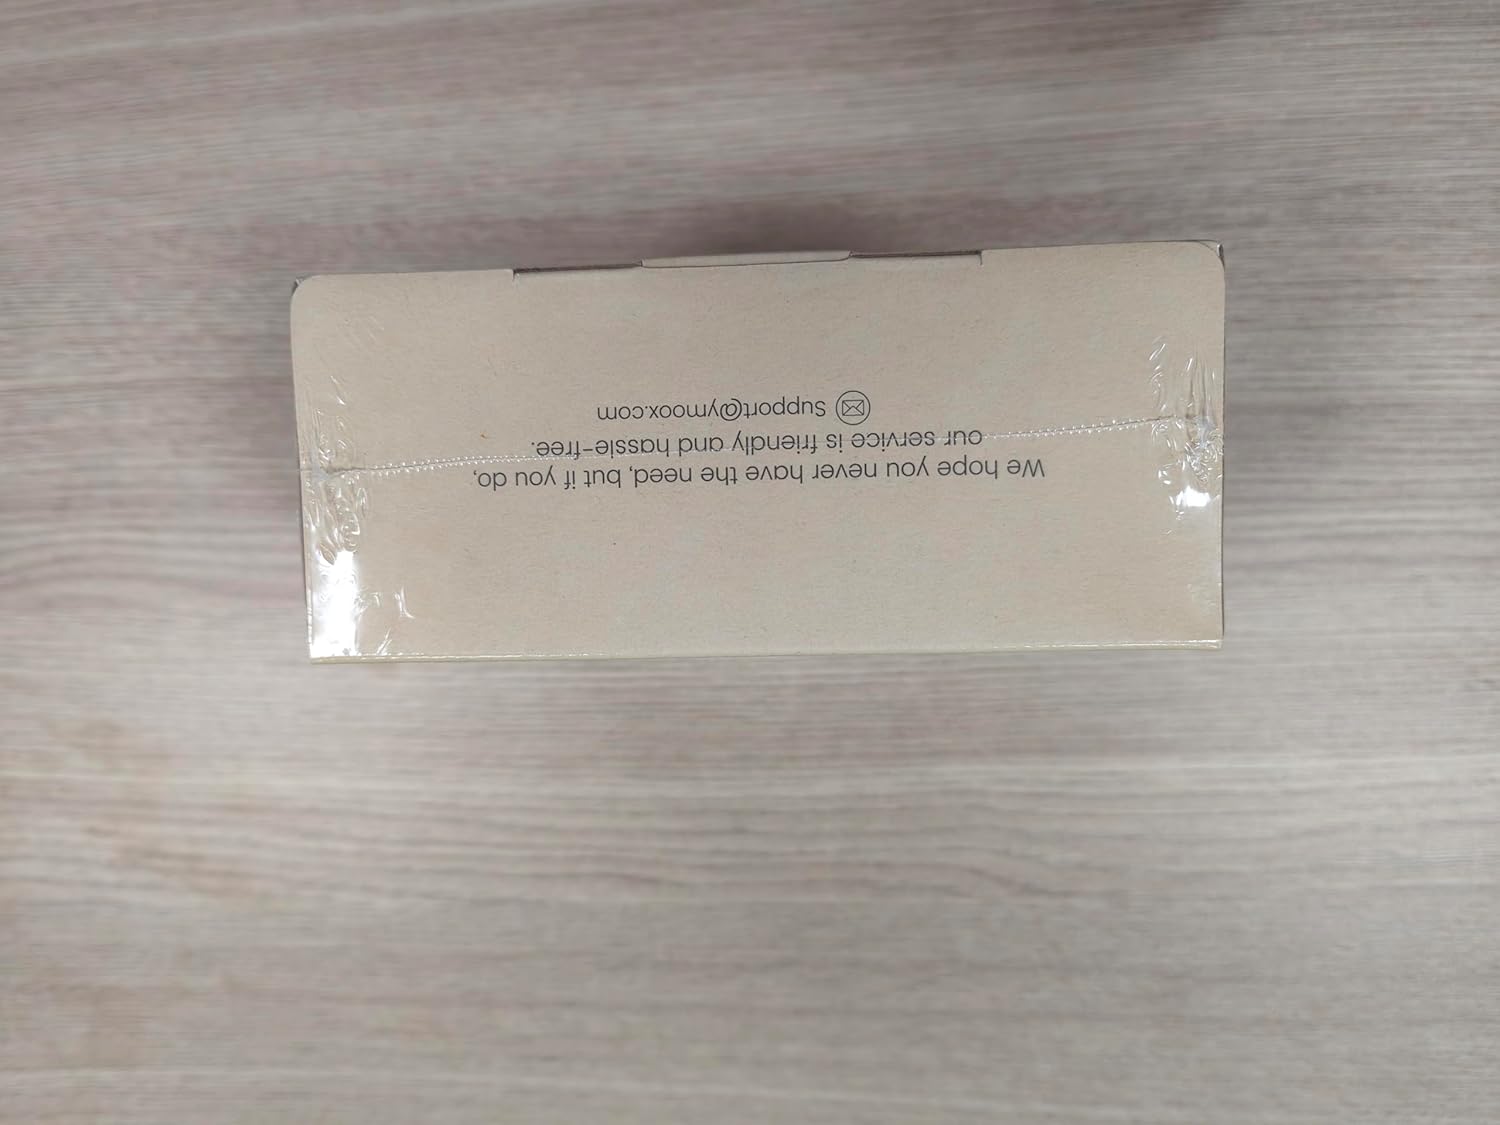 We hope you never have the need, but if you do,
our service is friendly and hassle-free.
Support@ymoox.com